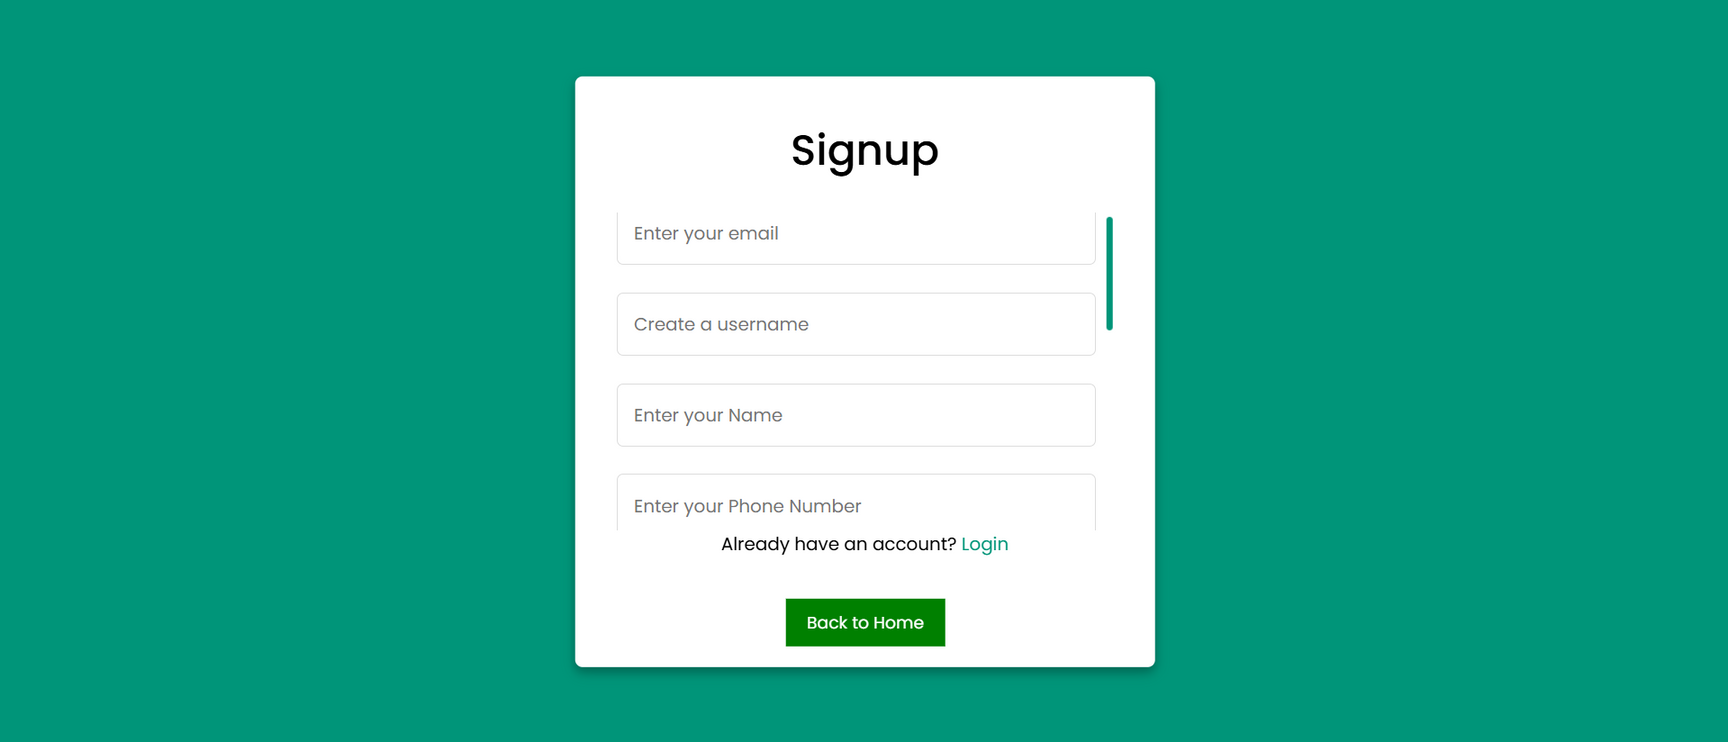 Signup
Enter your email
Create a username
Enter your Name
Enter your Phone Number
Already have an account? Login
Back to Home